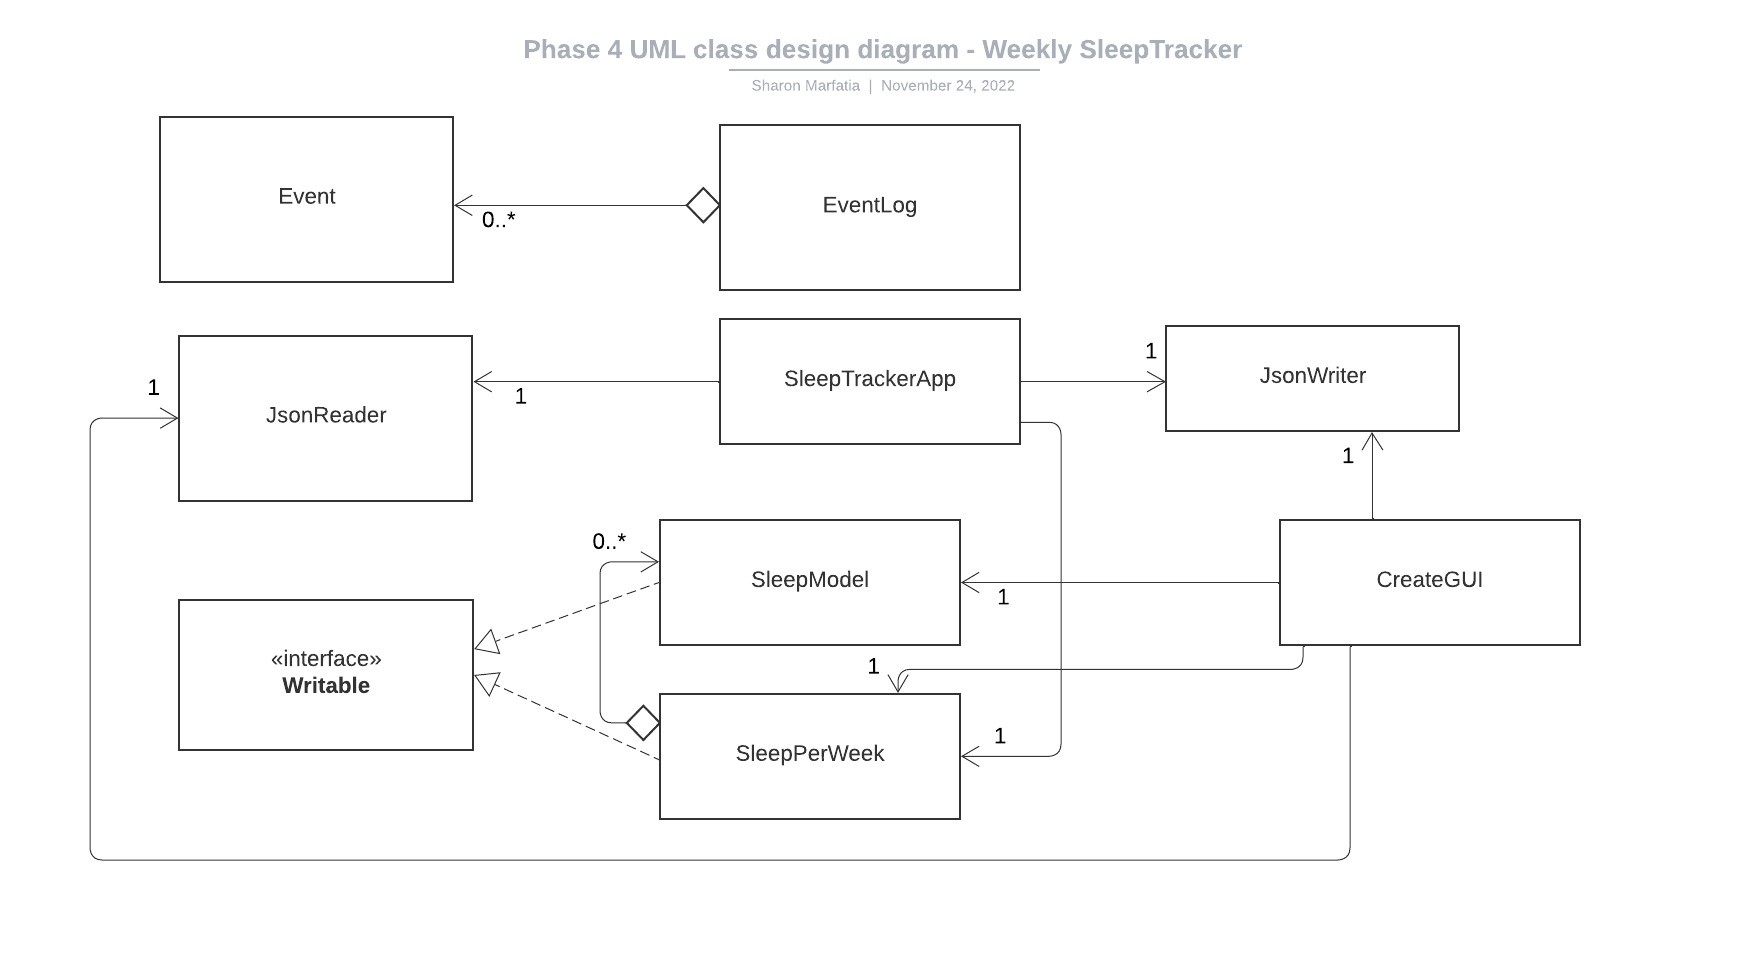 Phase 4 UML class design diagram - Weekly SleepTracker
Sharon Marfatia | November 24, 2022
Event
0..*
EventLog
JsonReader
1
1
SleepTrackerApp
1
JsonWriter
1
0..*
SleepModel
1
CreateGUI
«interface»
Writable
1
SleepPerWeek
1